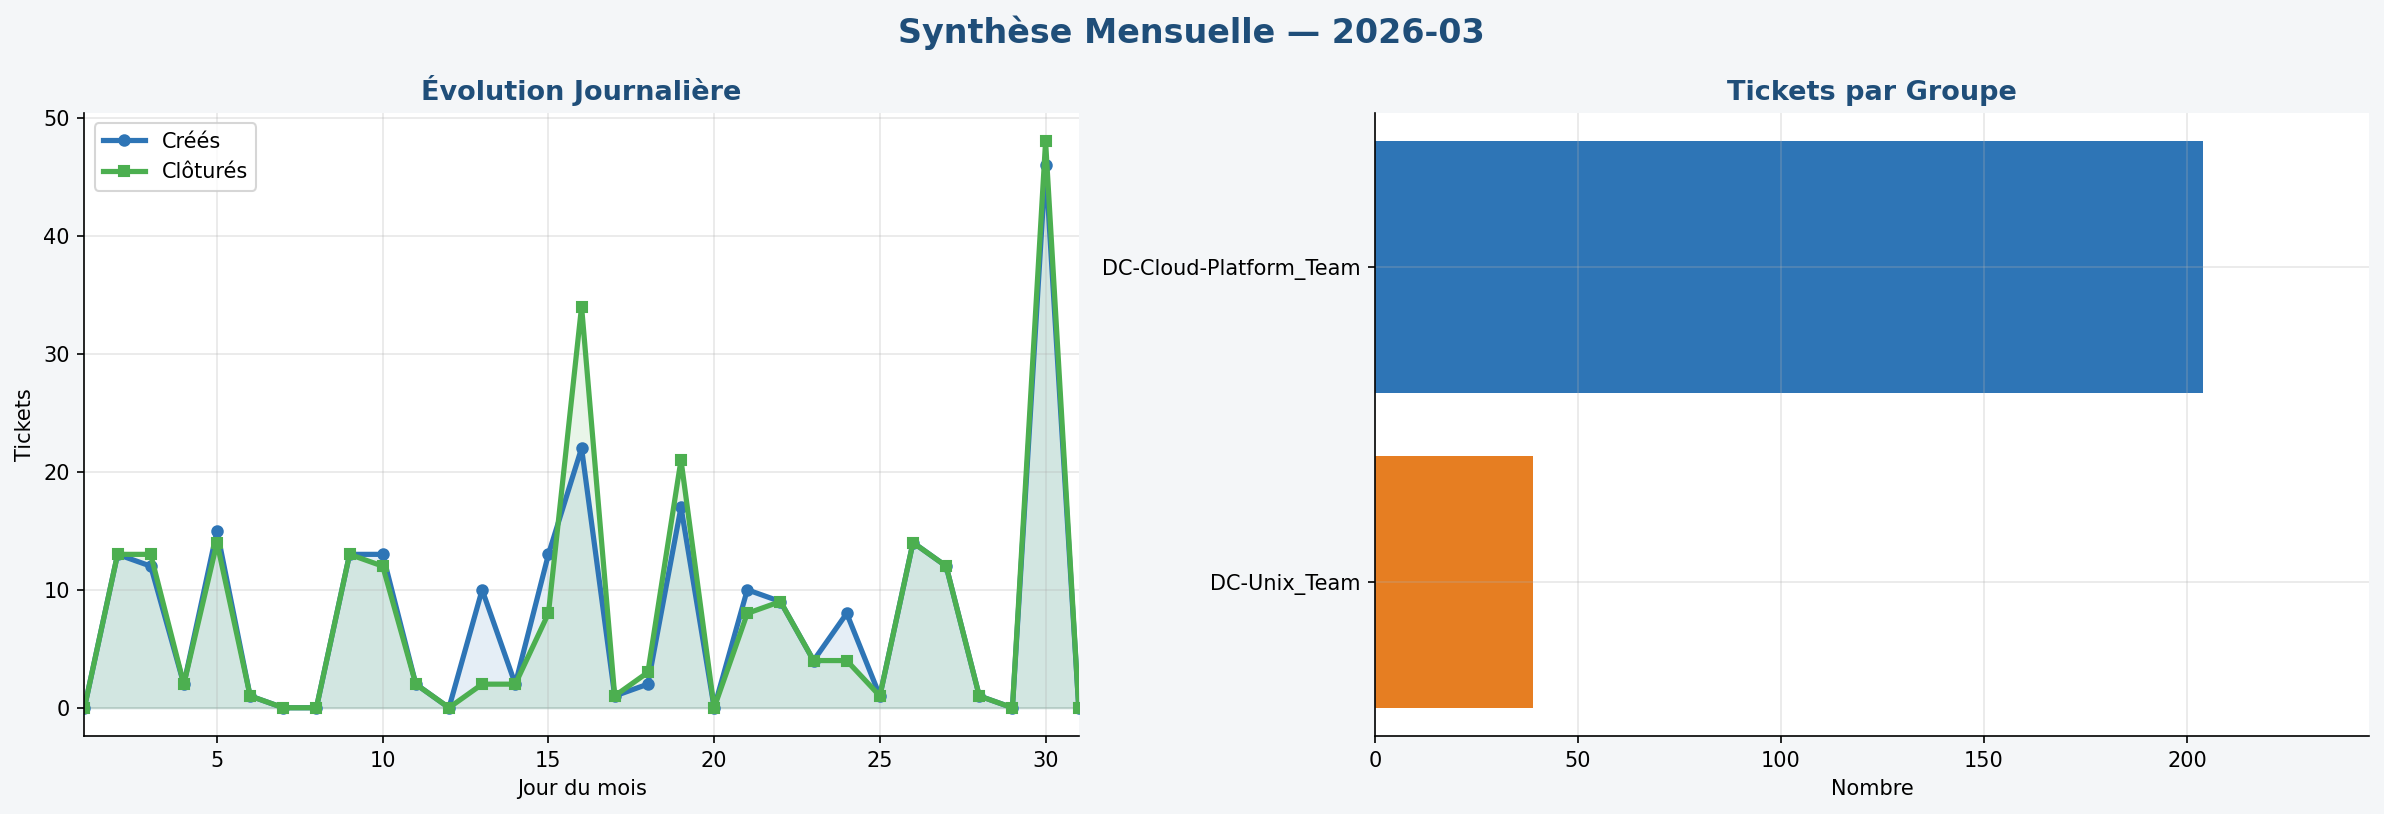 Synthèse Mensuelle — 2026-03
Évolution Journalière
50
40
30
20
10
0
Tickets
Créés
Clôturés
5
10
15
20
25
30
Jour du mois
Tickets par Groupe
DC-Cloud-Platform_Team
DC-Unix_Team
0
50
100
150
200
Nombre